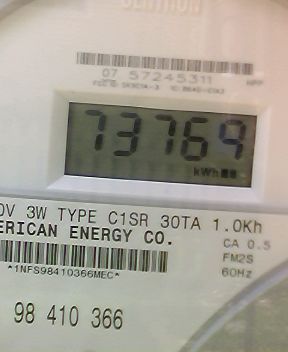 CENTRON
07 57245311
73769
kWh
0V 3W TYPE C1SR 30TA 1.0Kh
ERICAN ENERGY CO.
CA 0.5
FM2S
*1NFS98410366MEC*
60Hz
98 410 366